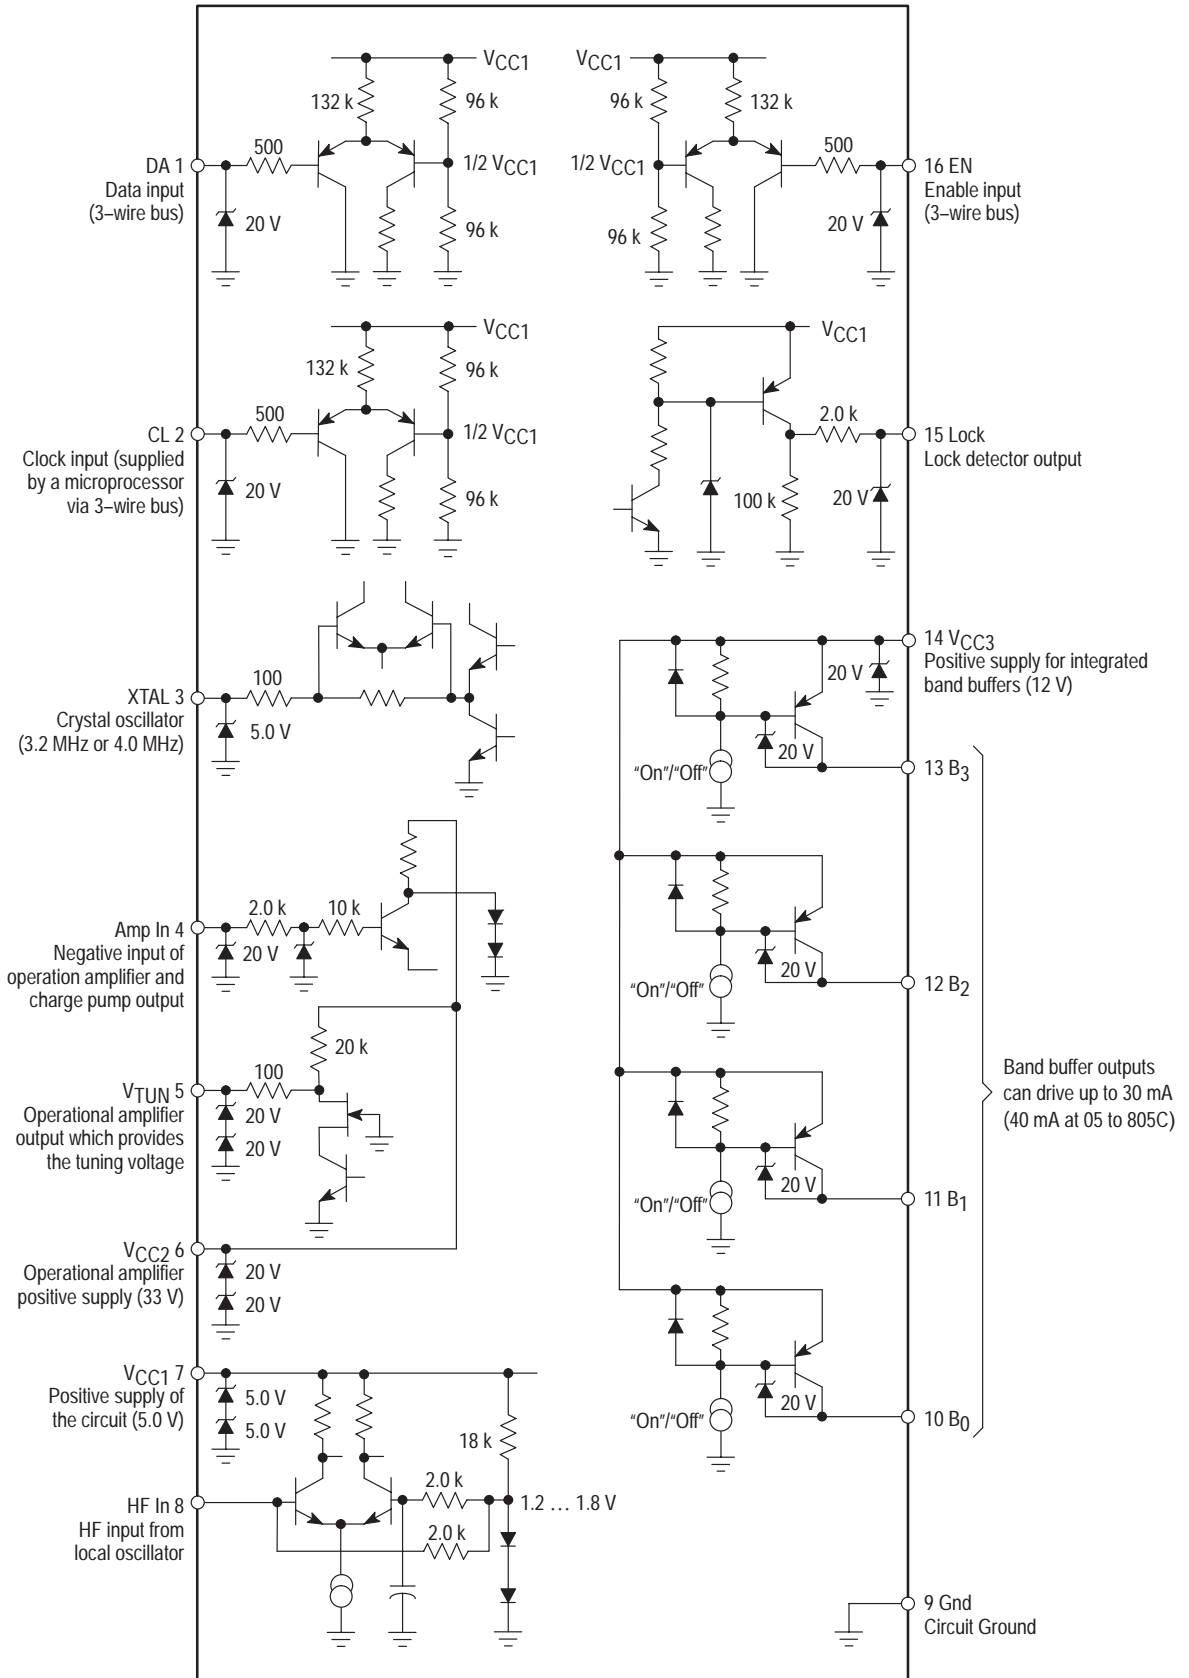 VCC1
132 k
96 k
500
1/2 VCC1
DA 1
Data input
(3–wire bus)
20 V
96 k
VCC1
96 k
132 k
500
1/2 VCC1
16 EN
Enable input
(3–wire bus)
96 k
20 V
VCC1
132 k
96 k
500
1/2 VCC1
CL 2
Clock input (supplied
by a microprocessor
via 3–wire bus)
20 V
96 k
VCC1
2.0 k
15 Lock
Lock detector output
100 k
20 V
100
XTAL 3
Crystal oscillator
(3.2 MHz or 4.0 MHz)
5.0 V
14 VCC3
Positive supply for integrated
band buffers (12 V)
20 V
20 V
“On”/“Off”
13 B3
2.0 k
10 k
Amp In 4
Negative input of
operation amplifier and
charge pump output
20 V
20 V
“On”/“Off”
12 B2
20 k
100
VTUN 5
Operational amplifier
output which provides
the tuning voltage
20 V
20 V
Band buffer outputs
can drive up to 30 mA
(40 mA at 05 to 805C)
20 V
“On”/“Off”
11 B1
VCC2 6
Operational amplifier
positive supply (33 V)
20 V
20 V
20 V
“On”/“Off”
10 B0
VCC1 7
Positive supply of
the circuit (5.0 V)
5.0 V
5.0 V
18 k
2.0 k
1.2 … 1.8 V
HF In 8
HF input from
local oscillator
2.0 k
9 Gnd
Circuit Ground